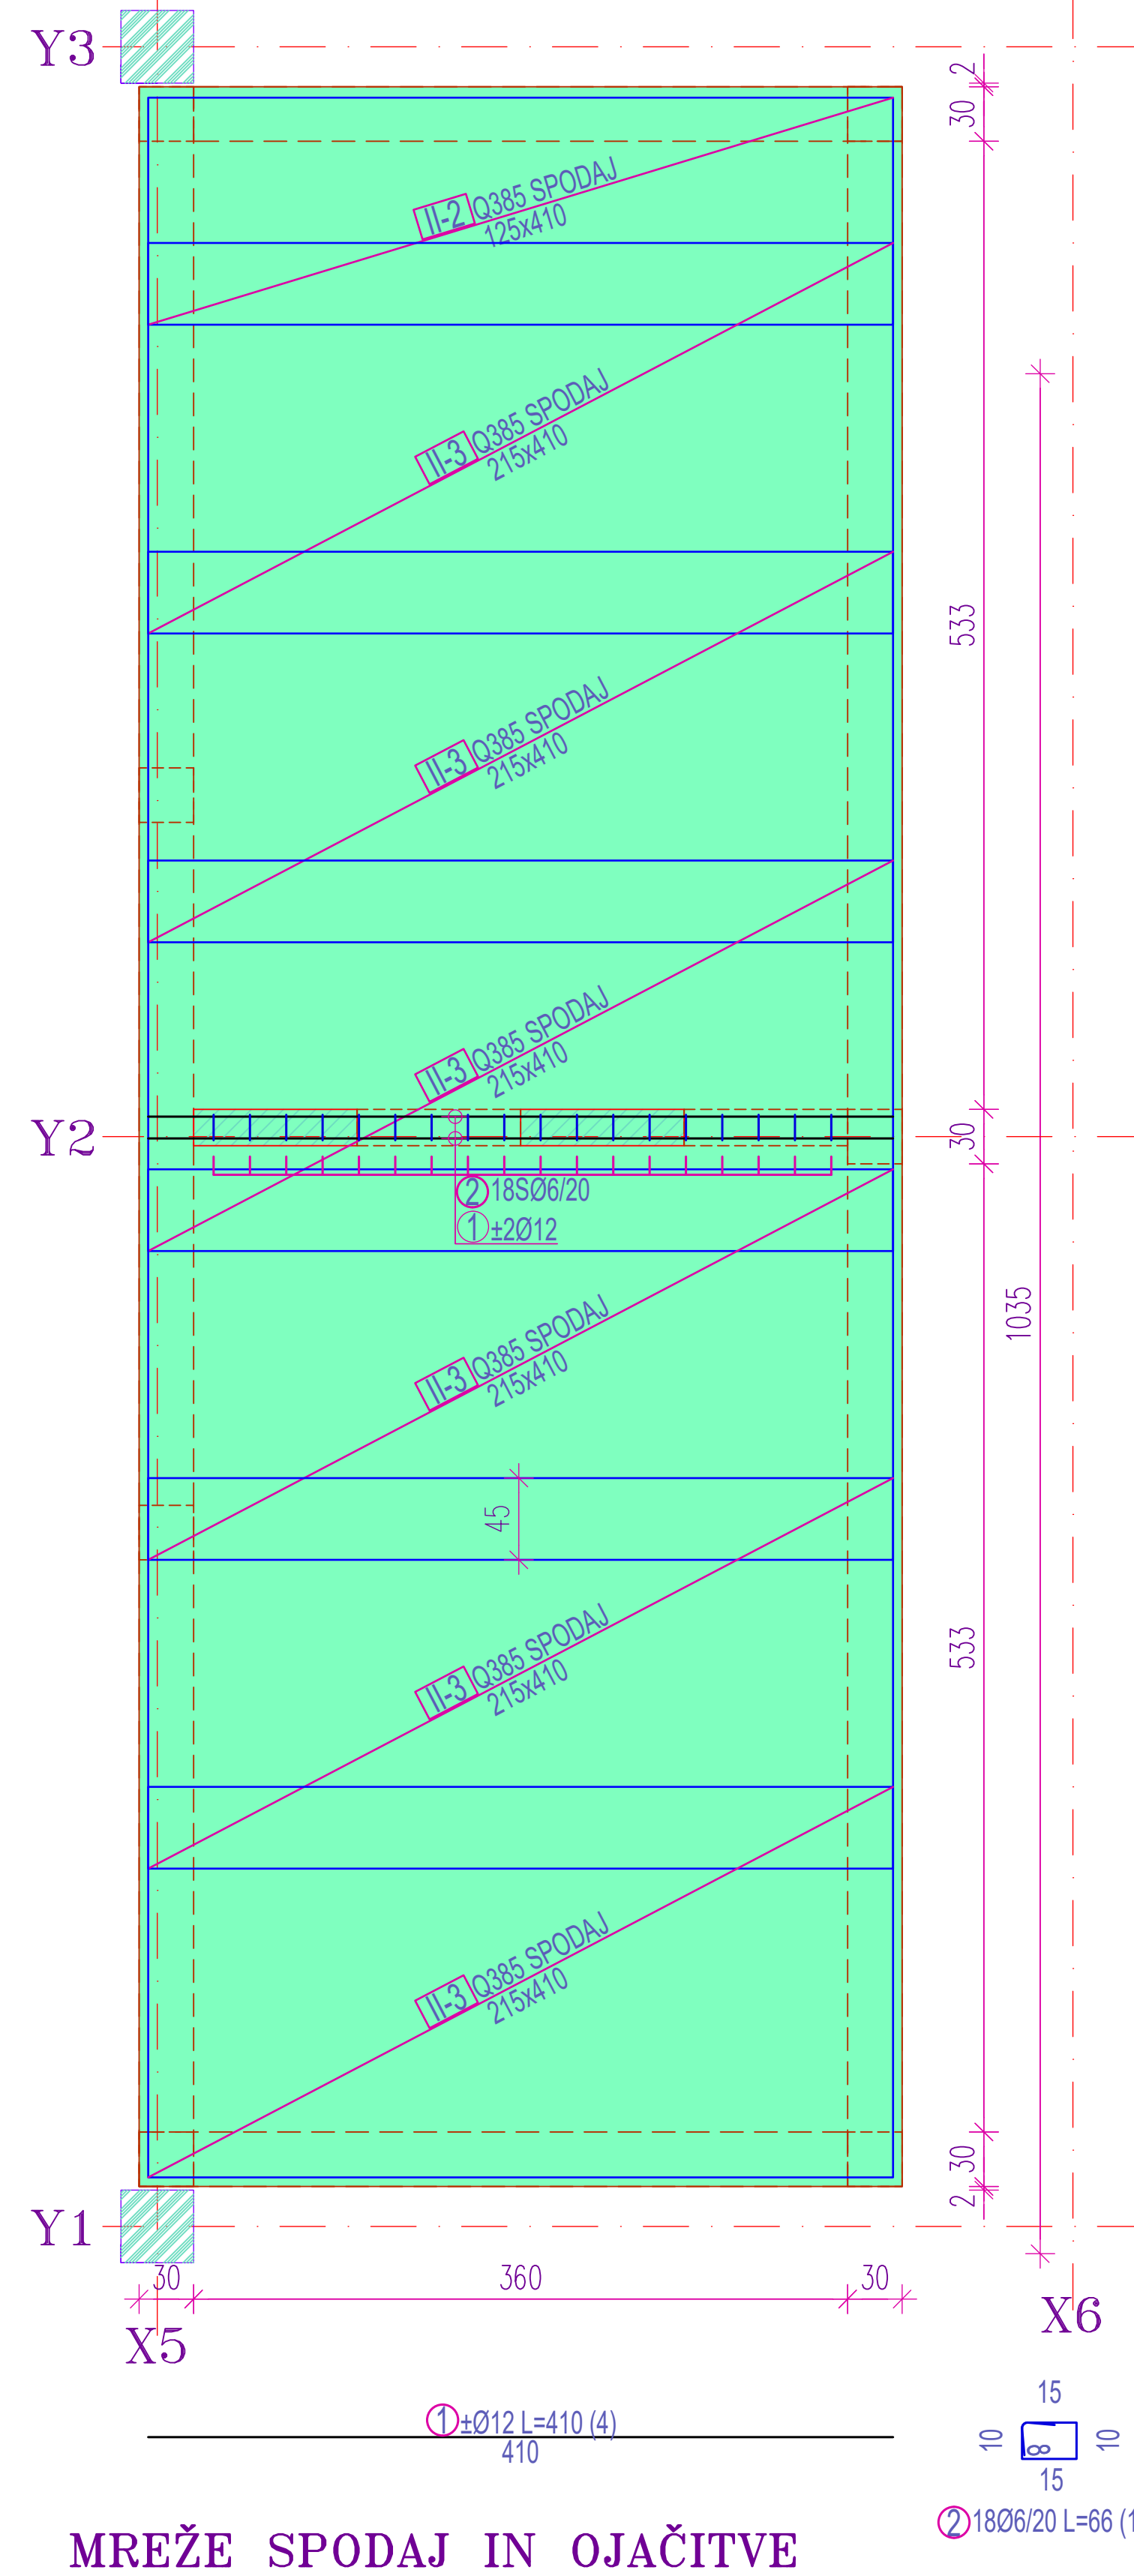 Y3
2
30
II-2 Q385 SPODAJ
125x410
II-3 Q385 SPODAJ
215x410
533
II-3 Q385 SPODAJ
215x410
II-3 Q385 SPODAJ
215x410
Y2
30
2 18SØ6/20
1 ±2Ø12
1035
II-3 Q385 SPODAJ
215x410
45
533
II-3 Q385 SPODAJ
215x410
II-3 Q385 SPODAJ
215x410
30
2
Y1
30
360
30
X5
X6
1 ±Ø12 L=410 (4)
410
15
10
8
10
15
2 18Ø6/20 L=66 (1
MREŽE SPODAJ IN OJAČITVE